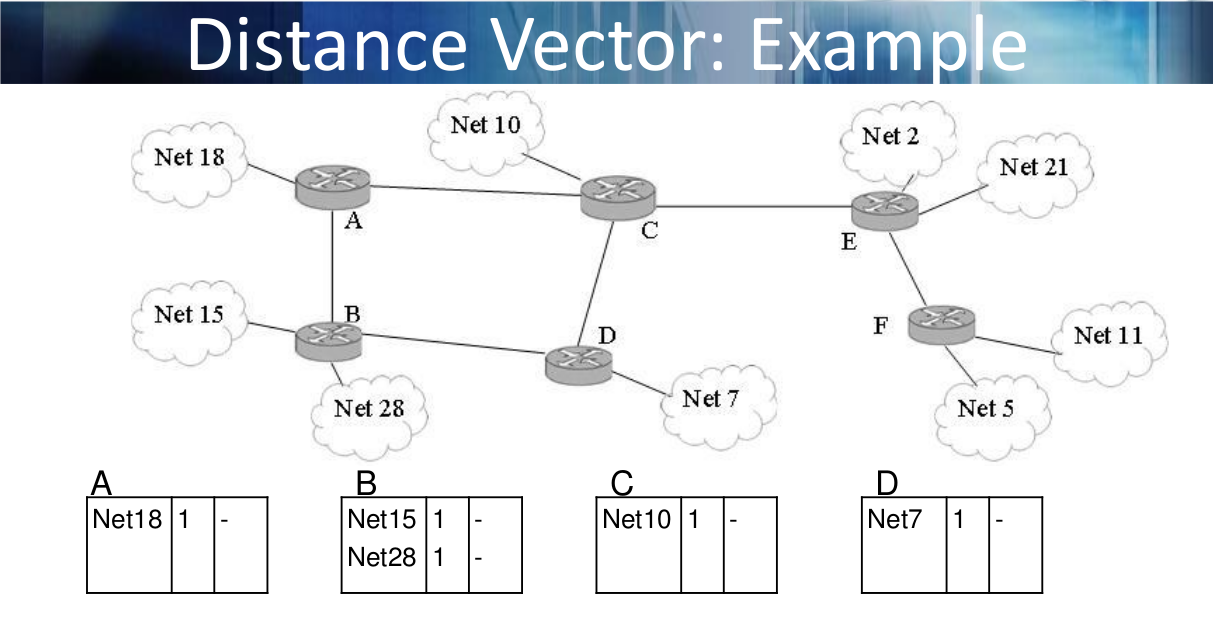 Distance Vector: Example
Net 18
Net 10
Net 2
Net 21
A
C
E
Net 15
B
D
F
Net 11
Net 28
Net 7
Net 5
A
Net18 1 -
B
Net15 1 -
Net28 1 -
C
Net10 1 -
D
Net7 1 -